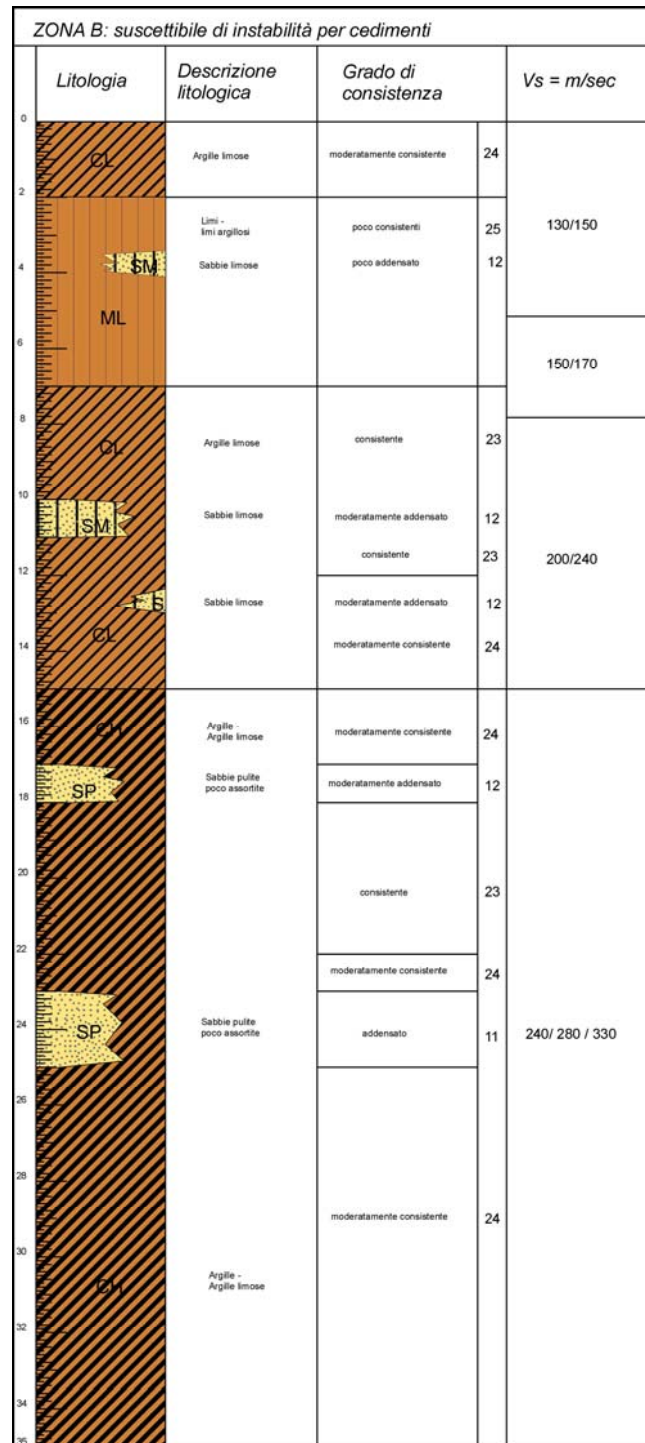 ZONA B: suscettibile di instabilità per cedimenti
Litologia
Descrizione
litologica
Grado di
consistenza
Vs = m/sec
0
CL
Argille limose
moderatamente consistente
24
2
Limi -
limi argillosi
poco consistenti
25
130/150
4
SM
Sabbie limose
poco addensato
12
ML
6
150/170
8
CL
Argille limose
consistente
23
10
SM
Sabbie limose
moderatamente addensato
12
consistente
23
200/240
12
S
Sabbie limose
moderatamente addensato
12
CL
moderatamente consistente
24
14
16
CH
Argille -
Argille limose
moderatamente consistente
24
18
SP
Sabbie pulite
poco assortite
moderatamente addensato
12
20
consistente
23
22
moderatamente consistente
24
24
SP
Sabbie pulite
poco assortite
addensato
11
240/ 280 / 330
26
28
moderatamente consistente
24
30
CH
Argille -
Argille limose
32
34
35